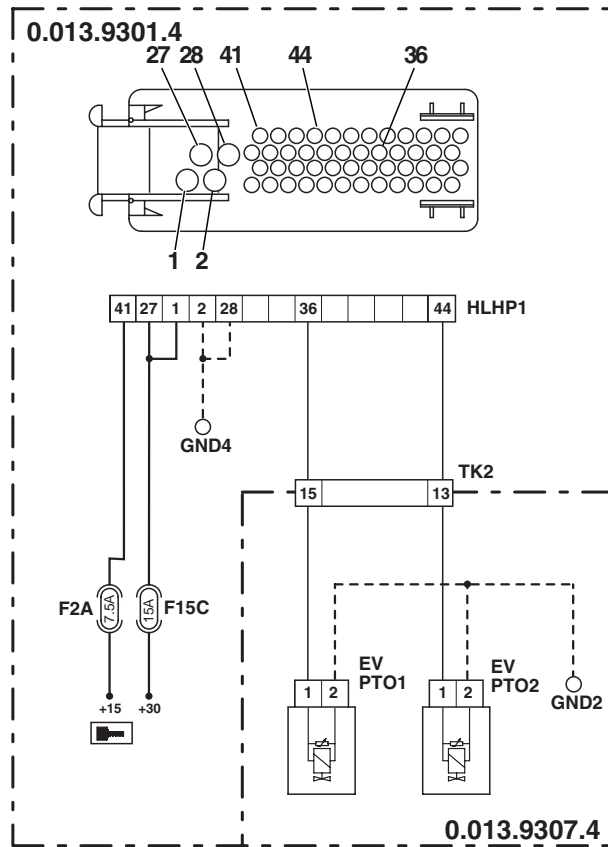 0.013.9301.4
27 28 41 44 36
1 2
41 27 1 2 28 36 44 HLHP1
GND4
TK2
15 13
F2A 7.5A 15A F15C
EV
PTO1
EV
PTO2
1 2 1 2
GND2
+15 +30
0.013.9307.4